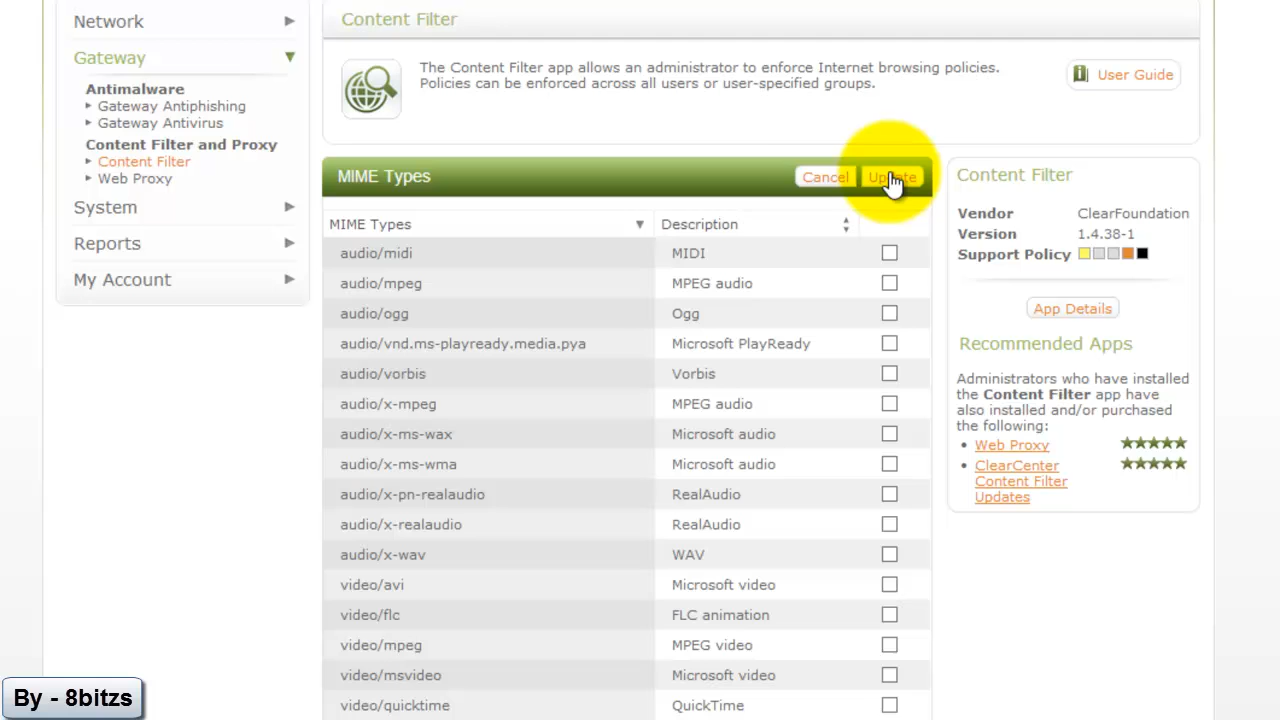 Network
Gateway
Antimalware
Gateway Antiphishing
Gateway Antivirus
Content Filter and Proxy
Content Filter
Web Proxy
System
Reports
My Account
Content Filter
The Content Filter app allows an administrator to enforce Internet browsing policies.
Policies can be enforced across all users or user-specified groups.
User Guide
MIME Types
Cancel
Update
MIME Types Description
audio/midi MIDI
audio/mpeg MPEG audio
audio/ogg Ogg
audio/vnd.ms-playready.media.pya Microsoft PlayReady
audio/vorbis Vorbis
audio/x-mpeg MPEG audio
audio/x-ms-wax Microsoft audio
audio/x-ms-wma Microsoft audio
audio/x-pn-realaudio RealAudio
audio/x-realaudio RealAudio
audio/x-wav WAV
video/avi Microsoft video
video/flc FLC animation
video/mpeg MPEG video
video/msvideo Microsoft video
video/quicktime QuickTime
Content Filter
Vendor ClearFoundation
Version 1.4.38-1
Support Policy
App Details
Recommended Apps
Administrators who have installed
the Content Filter app have
also installed and/or purchased
the following:
Web Proxy
ClearCenter
Content Filter
Updates
By - 8bitzs